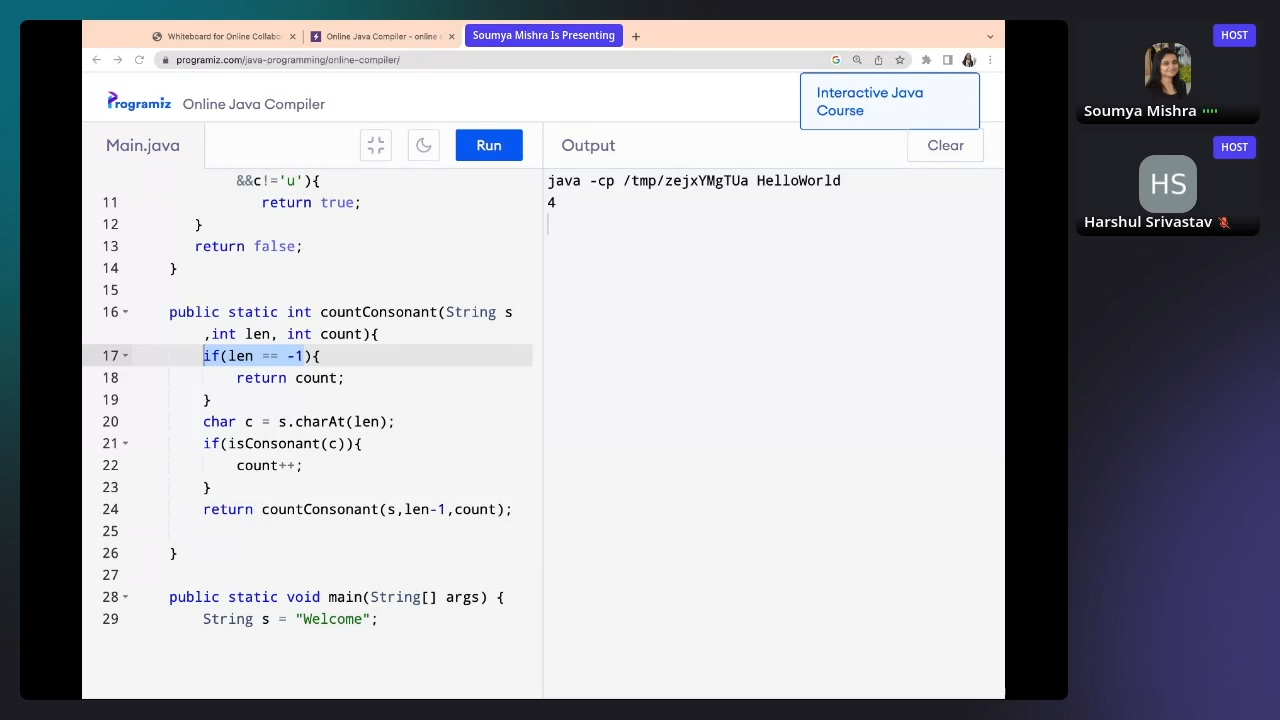 Whiteboard for Online Collabo
Online Java Compiler - online
Soumya Mishra Is Presenting
programiz.com/java-programming/online-compiler/
Programiz
Online Java Compiler
Interactive Java
Course
Main.java
Run
Output
Clear
&&c!='u'){
11 return true;
12 }
13 return false;
14 }
15
16 public static int countConsonant(String s
,int len, int count){
17 if(len == -1){
18 return count;
19 }
20 char c = s.charAt(len);
21 if(isConsonant(c)){
22 count++;
23 }
24 return countConsonant(s,len-1,count);
25
26 }
27
28 public static void main(String[] args) {
29 String s = "Welcome";
java -cp /tmp/zejxYMgTUa HelloWorld
4
HOST
Soumya Mishra
HOST
HS
Harshul Srivastav